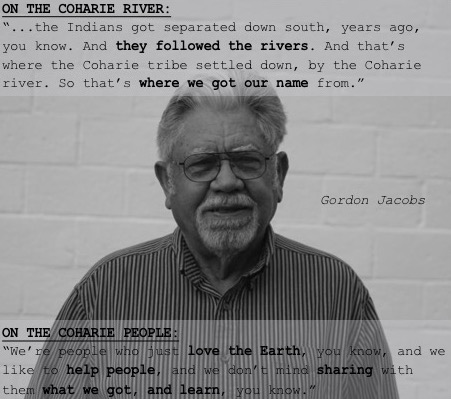 ON THE COHARIE RIVER:
“...the Indians got separated down south, years ago,
you know. And they followed the rivers. And that’s
where the Coharie tribe settled down, by the Coharie
river. So that’s where we got our name from.”
Gordon Jacobs
ON THE COHARIE PEOPLE:
“We’re people who just love the Earth, you know, and we
like to help people, and we don’t mind sharing with
them what we got, and learn, you know.”